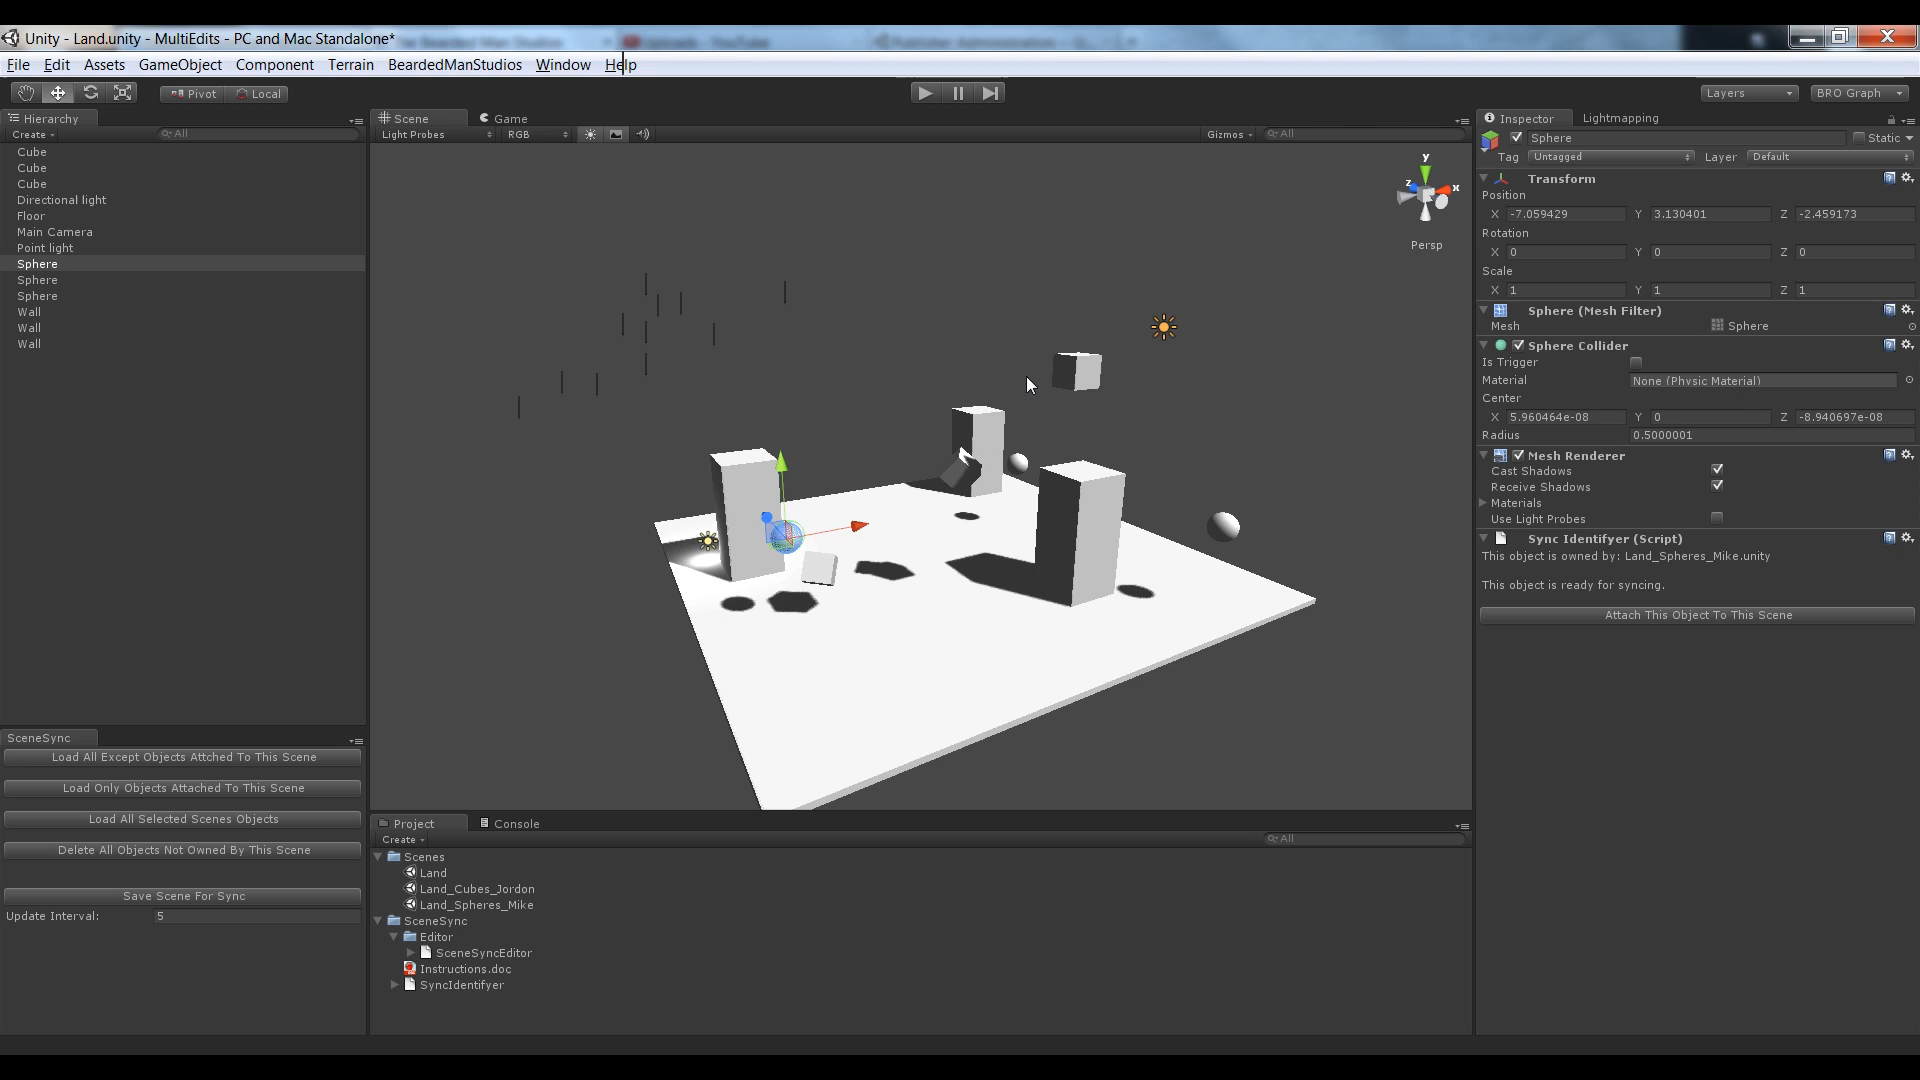 Unity - Land.unity - MultiEdits - PC and Mac Standalone*
File Edit Assets GameObject Component Terrain BeardedManStudios Window Help
Pivot Local
Layers BRO Graph
Hierarchy
Create All
Cube
Cube
Cube
Directional light
Floor
Main Camera
Point light
Sphere
Sphere
Sphere
Wall
Wall
Wall
SceneSync
Load All Except Objects Attched To This Scene
Load Only Objects Attached To This Scene
Load All Selected Scenes Objects
Delete All Objects Not Owned By This Scene
Save Scene For Sync
Update Interval: 5
Scene Game
Light Probes RGB Gizmos All
y
z x
Persp
Project Console
Create All
Scenes
Land
Land_Cubes_Jordon
Land_Spheres_Mike
SceneSync
Editor
SceneSyncEditor
Instructions.doc
SyncIdentifyer
Inspector Lightmapping
Sphere Static
Tag Untagged Layer Default
Transform
Position
X -7.059429 Y 3.130401 Z -2.459173
Rotation
X 0 Y 0 Z 0
Scale
X 1 Y 1 Z 1
Sphere (Mesh Filter)
Mesh Sphere
Sphere Collider
Is Trigger
Material None (Physic Material)
Center
X 5.960464e-08 Y 0 Z -8.940697e-08
Radius 0.5000001
Mesh Renderer
Cast Shadows
Receive Shadows
Materials
Use Light Probes
Sync Identifyer (Script)
This object is owned by: Land_Spheres_Mike.unity
This object is ready for syncing.
Attach This Object To This Scene